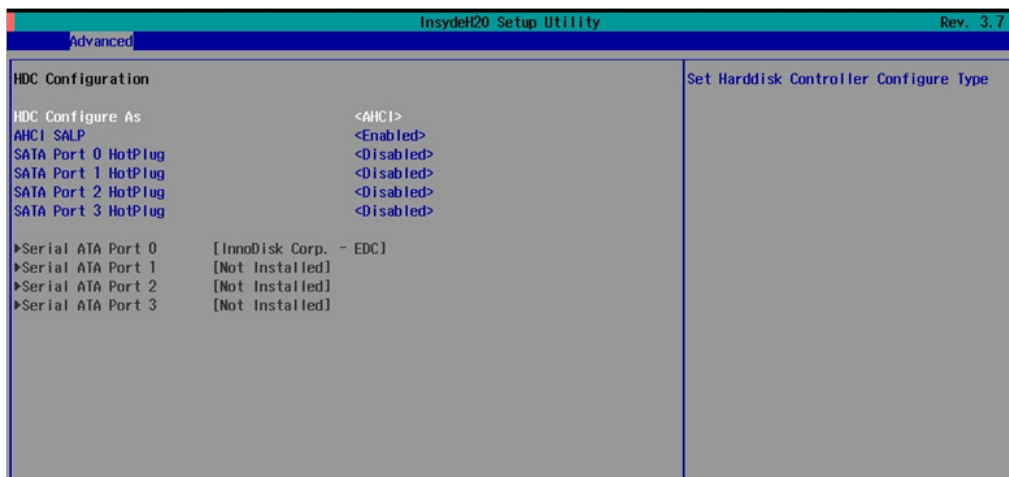 InsydeH20 Setup Utility Rev. 3.7
Advanced
HDC Configuration
HDC Configure As <AHCI>
AHCI SALP <Enabled>
SATA Port 0 HotPlug <Disabled>
SATA Port 1 HotPlug <Disabled>
SATA Port 2 HotPlug <Disabled>
SATA Port 3 HotPlug <Disabled>
▶Serial ATA Port 0 [InnoDisk Corp. - EDC]
▶Serial ATA Port 1 [Not Installed]
▶Serial ATA Port 2 [Not Installed]
▶Serial ATA Port 3 [Not Installed]
Set Harddisk Controller Configure Type